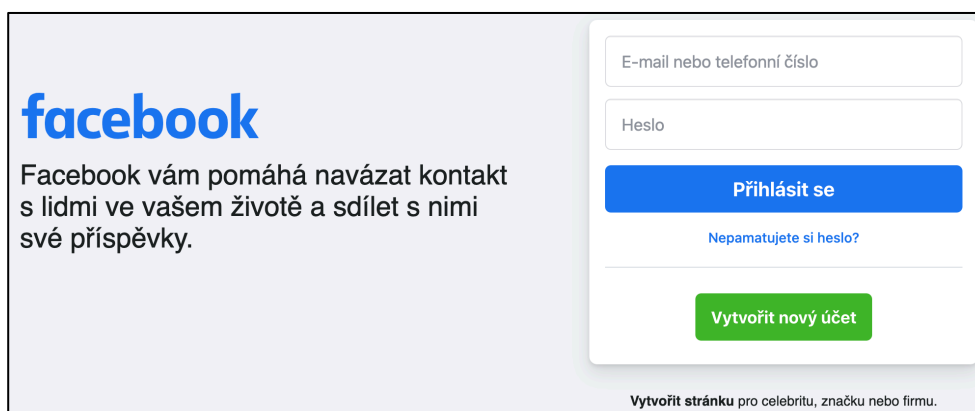 facebook
Facebook vám pomáhá navázat kontakt
s lidmi ve vašem životě a sdílet s nimi
své příspěvky.
E-mail nebo telefonní číslo
Heslo
Přihlásit se
Nepamatujete si heslo?
Vytvořit nový účet
Vytvořit stránku pro celebritu, značku nebo firmu.